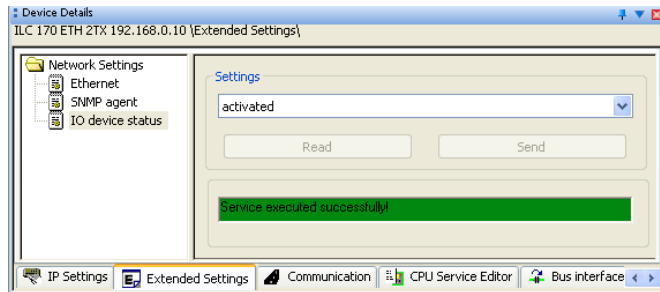 Device Details
ILC 170 ETH 2TX 192.168.0.10 \Extended Settings\
Network Settings
Ethernet
SNMP agent
IO device status
Settings
activated
Read
Send
Service executed successfully!
IP Settings
Extended Settings
Communication
CPU Service Editor
Bus interface